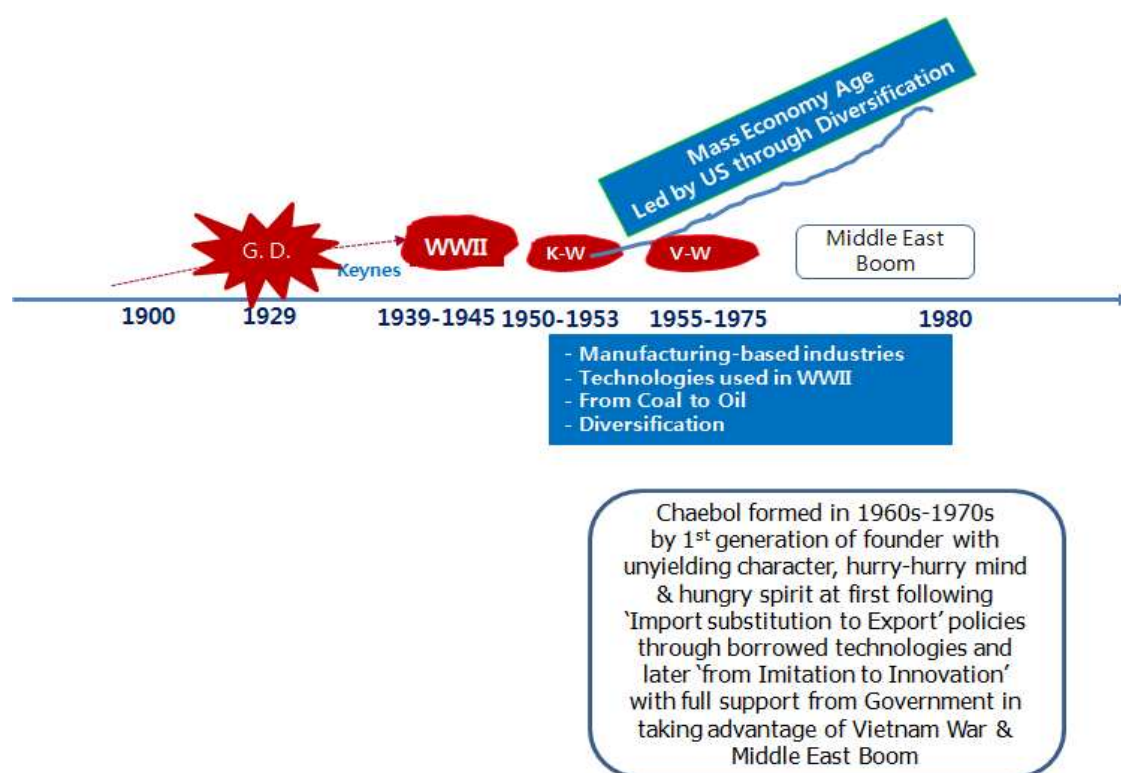 Mass Economy Age
Led by US through Diversification
G. D.
Keynes
WWII
K-W
V-W
Middle East
Boom
1900
1929
1939-1945
1950-1953
1955-1975
1980
- Manufacturing-based industries
- Technologies used in WWII
- From Coal to Oil
- Diversification
Chaebol formed in 1960s-1970s
by 1st generation of founder with
unyielding character, hurry-hurry mind
& hungry spirit at first following
‘Import substitution to Export’ policies
through borrowed technologies and
later ‘from Imitation to Innovation’
with full support from Government in
taking advantage of Vietnam War &
Middle East Boom